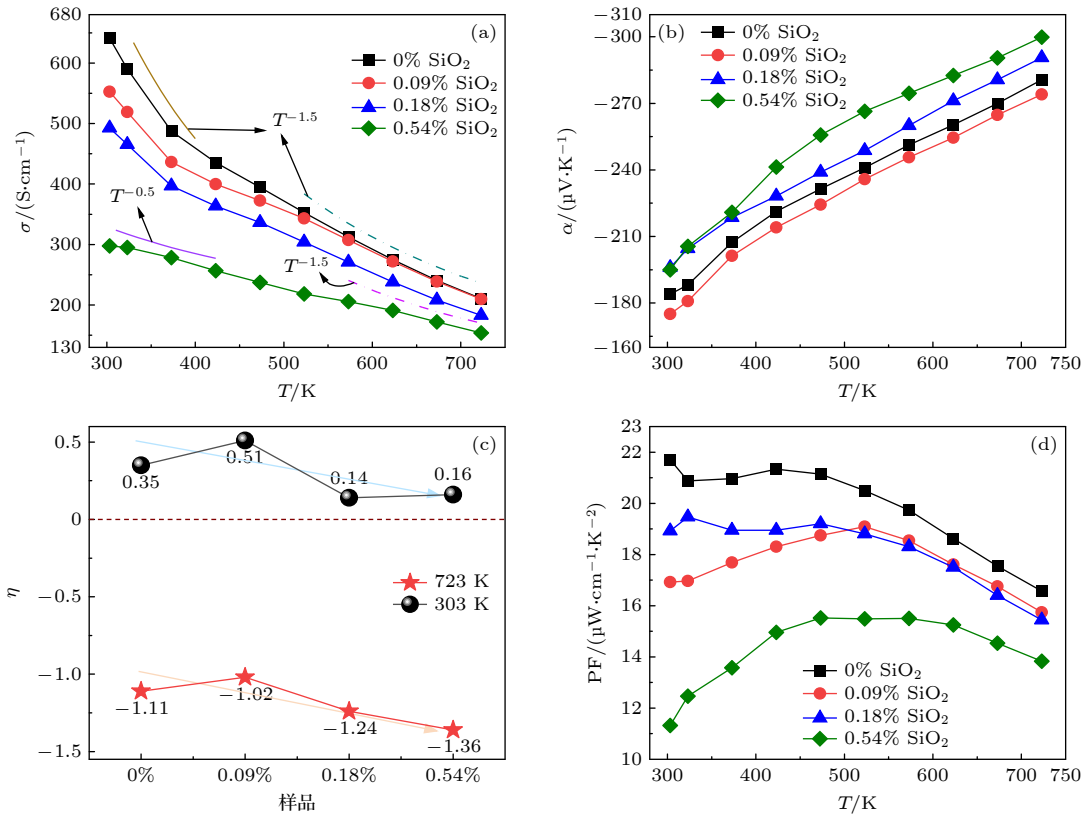 (a)
680
600
500
400
300
200
130
σ/(S·cm⁻¹)
0% SiO₂
0.09% SiO₂
0.18% SiO₂
0.54% SiO₂
T⁻¹·⁵
T⁻⁰·⁵
T⁻¹·⁵
300 400 500 600 700
T/K
(b)
−310
−300
−270
−240
−210
−180
−160
α/(μV·K⁻¹)
0% SiO₂
0.09% SiO₂
0.18% SiO₂
0.54% SiO₂
300 400 500 600 700 750
T/K
(c)
0.5
0
−0.5
−1.0
−1.5
η
0.35
0.51
0.14
0.16
723 K
303 K
−1.11
−1.02
−1.24
−1.36
0% 0.09% 0.18% 0.54%
样品
(d)
23
22
20
18
16
14
12
10
PF/(μW·cm⁻¹·K⁻²)
0% SiO₂
0.09% SiO₂
0.18% SiO₂
0.54% SiO₂
300 400 500 600 700 750
T/K